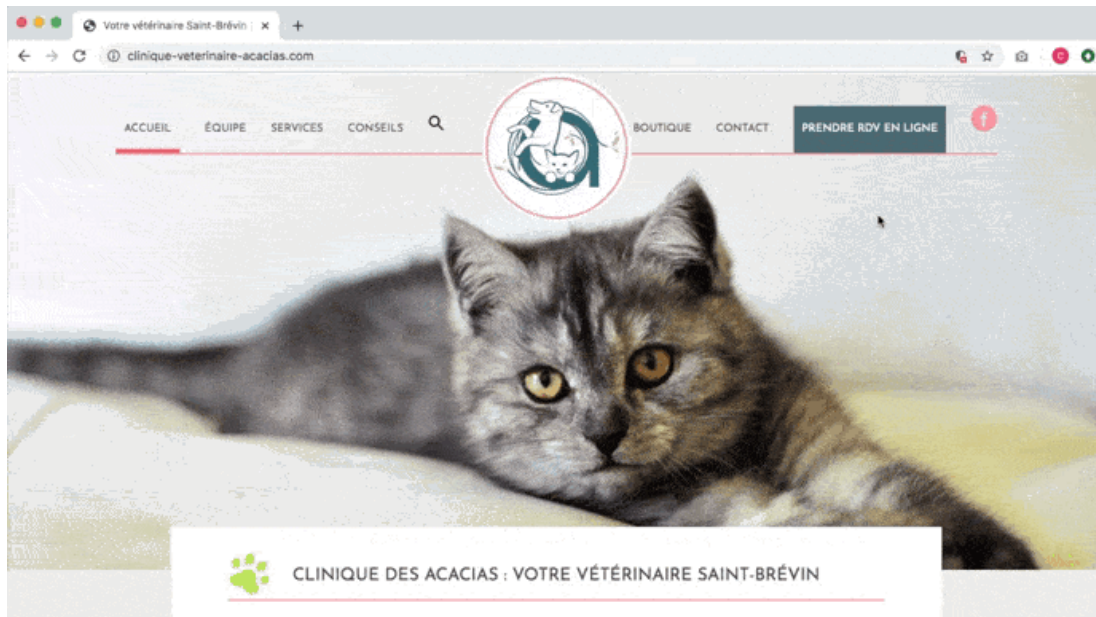 Votre vétérinaire Saint-Brévin
clinique-veterinaire-acacias.com
ACCUEIL ÉQUIPE SERVICES CONSEILS BOUTIQUE CONTACT PRENDRE RDV EN LIGNE f
CLINIQUE DES ACACIAS : VOTRE VÉTÉRINAIRE SAINT-BRÉVIN